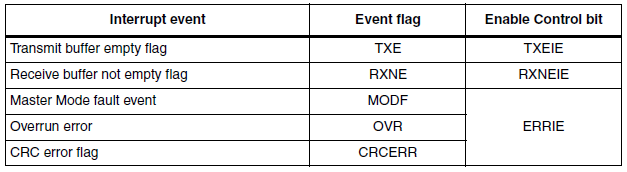 Interrupt event Event flag Enable Control bit
Transmit buffer empty flag TXE TXEIE
Receive buffer not empty flag RXNE RXNEIE
Master Mode fault event MODF
Overrun error OVR ERRIE
CRC error flag CRCERR